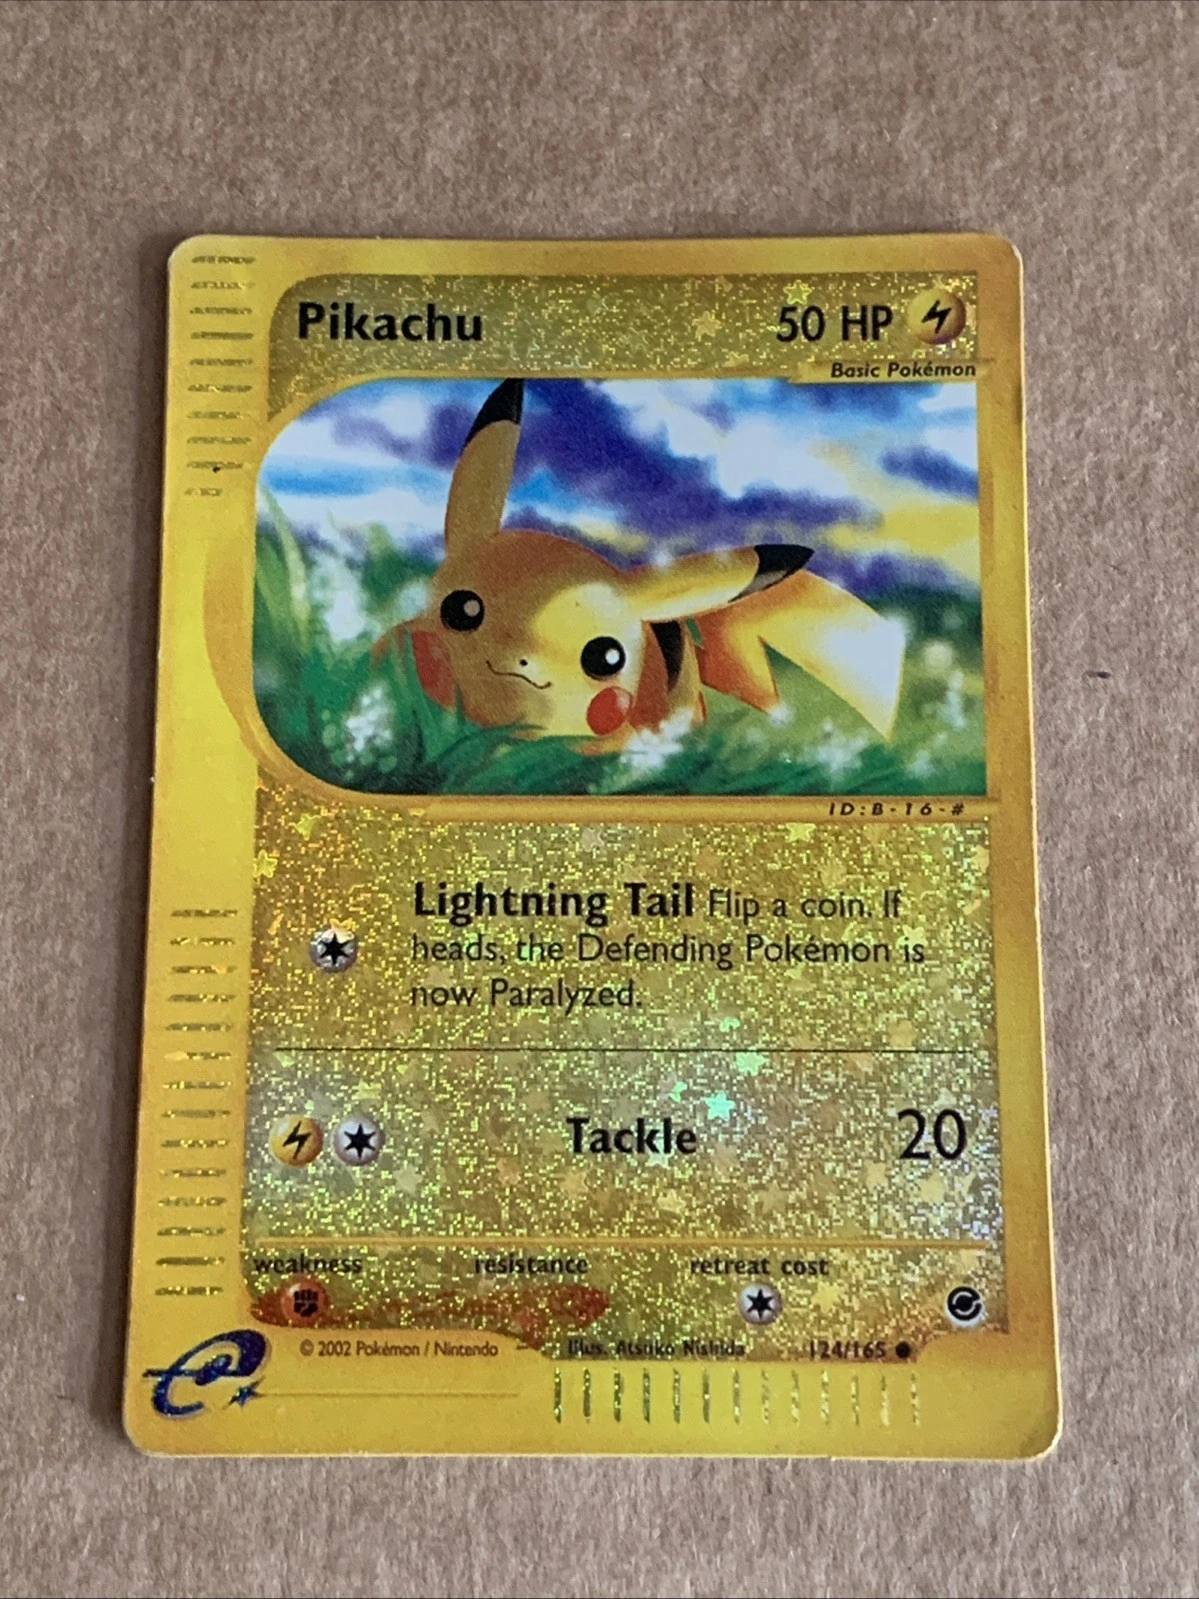 Pikachu 50 HP
Basic Pokémon
ID:B-16-#
Lightning Tail Flip a coin. If
heads, the Defending Pokémon is
now Paralyzed.
Tackle 20
weakness resistance retreat cost
© 2002 Pokémon / Nintendo Illus. Atsuko Nishida 124/165
e